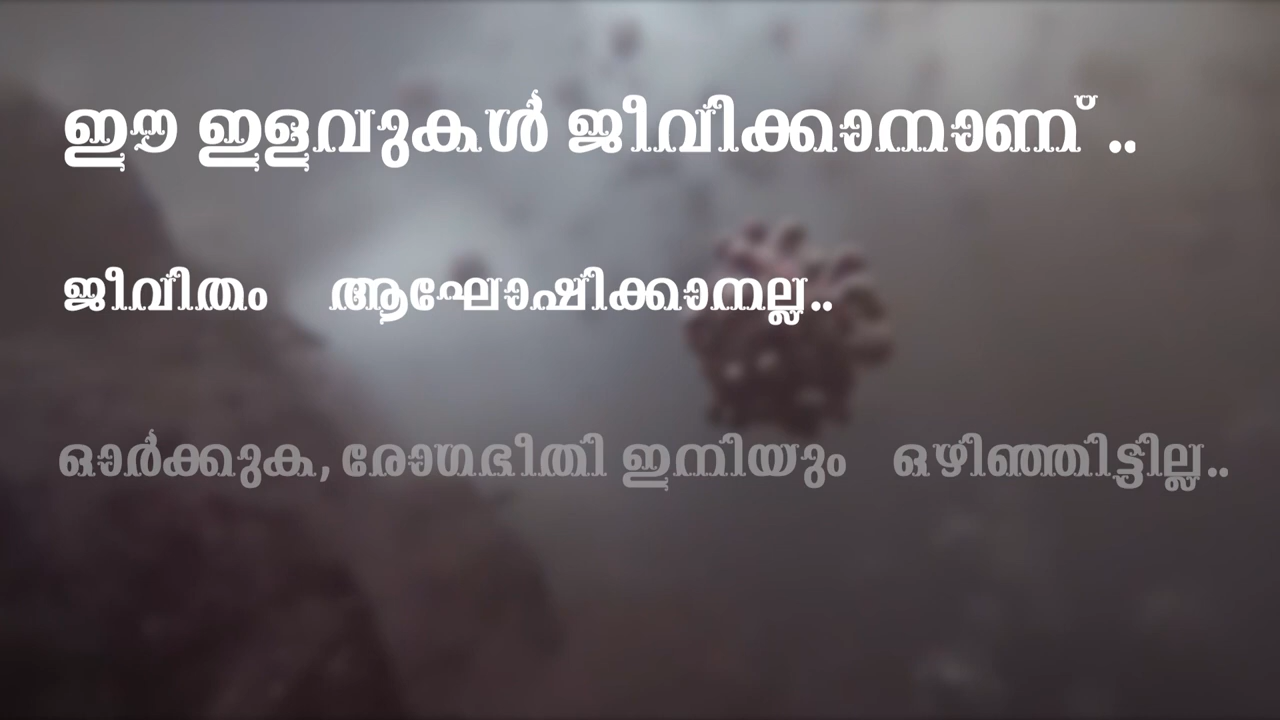 ഈ ഇളവുകൾ ജീവിക്കാനാണ് ..
ജീവിതം ആഘോഷിക്കാനല്ല..
ഓർക്കുക, രോഗഭീതി ഇനിയും ഒഴിഞ്ഞിട്ടില്ല..